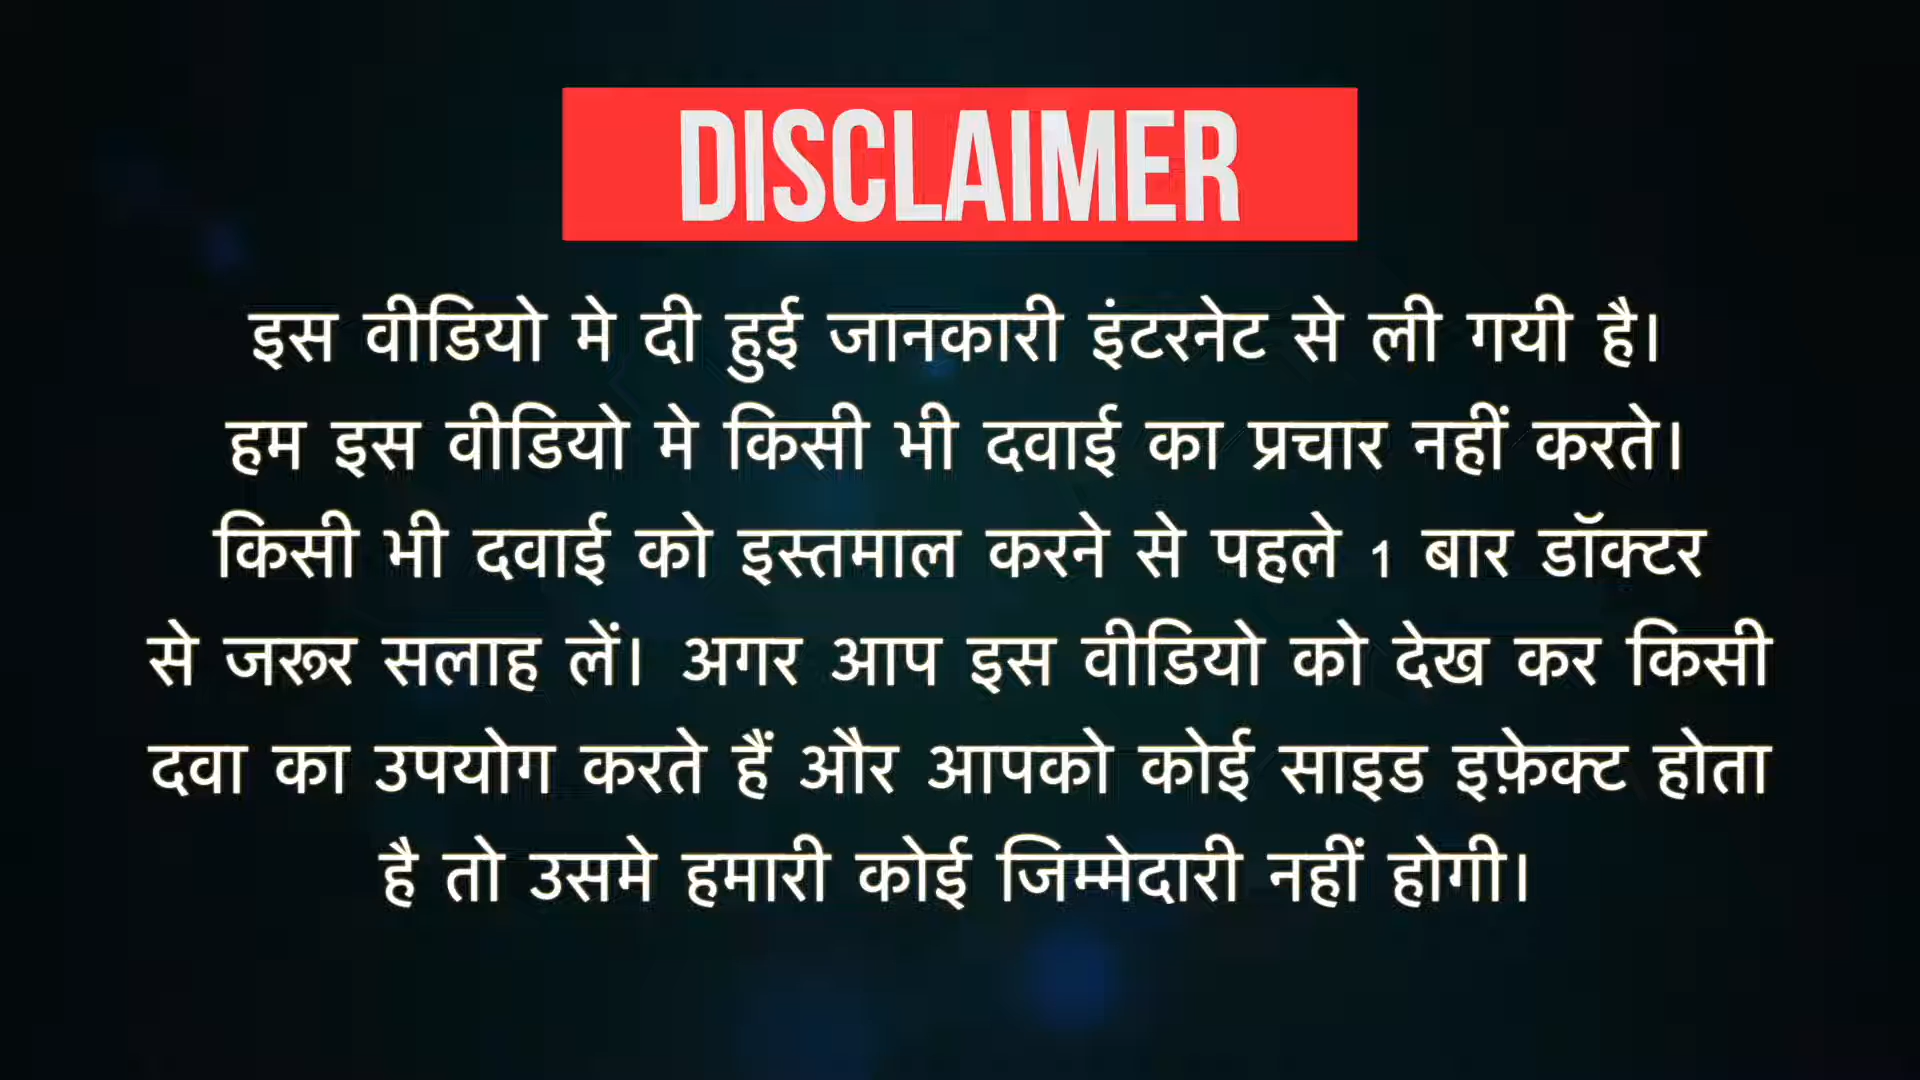 DISCLAIMER
इस वीडियो मे दी हुई जानकारी इंटरनेट से ली गयी है।
हम इस वीडियो मे किसी भी दवाई का प्रचार नहीं करते।
किसी भी दवाई को इस्तमाल करने से पहले 1 बार डॉक्टर
से जरूर सलाह लें। अगर आप इस वीडियो को देख कर किसी
दवा का उपयोग करते हैं और आपको कोई साइड इफ़ेक्ट होता
है तो उसमे हमारी कोई जिम्मेदारी नहीं होगी।